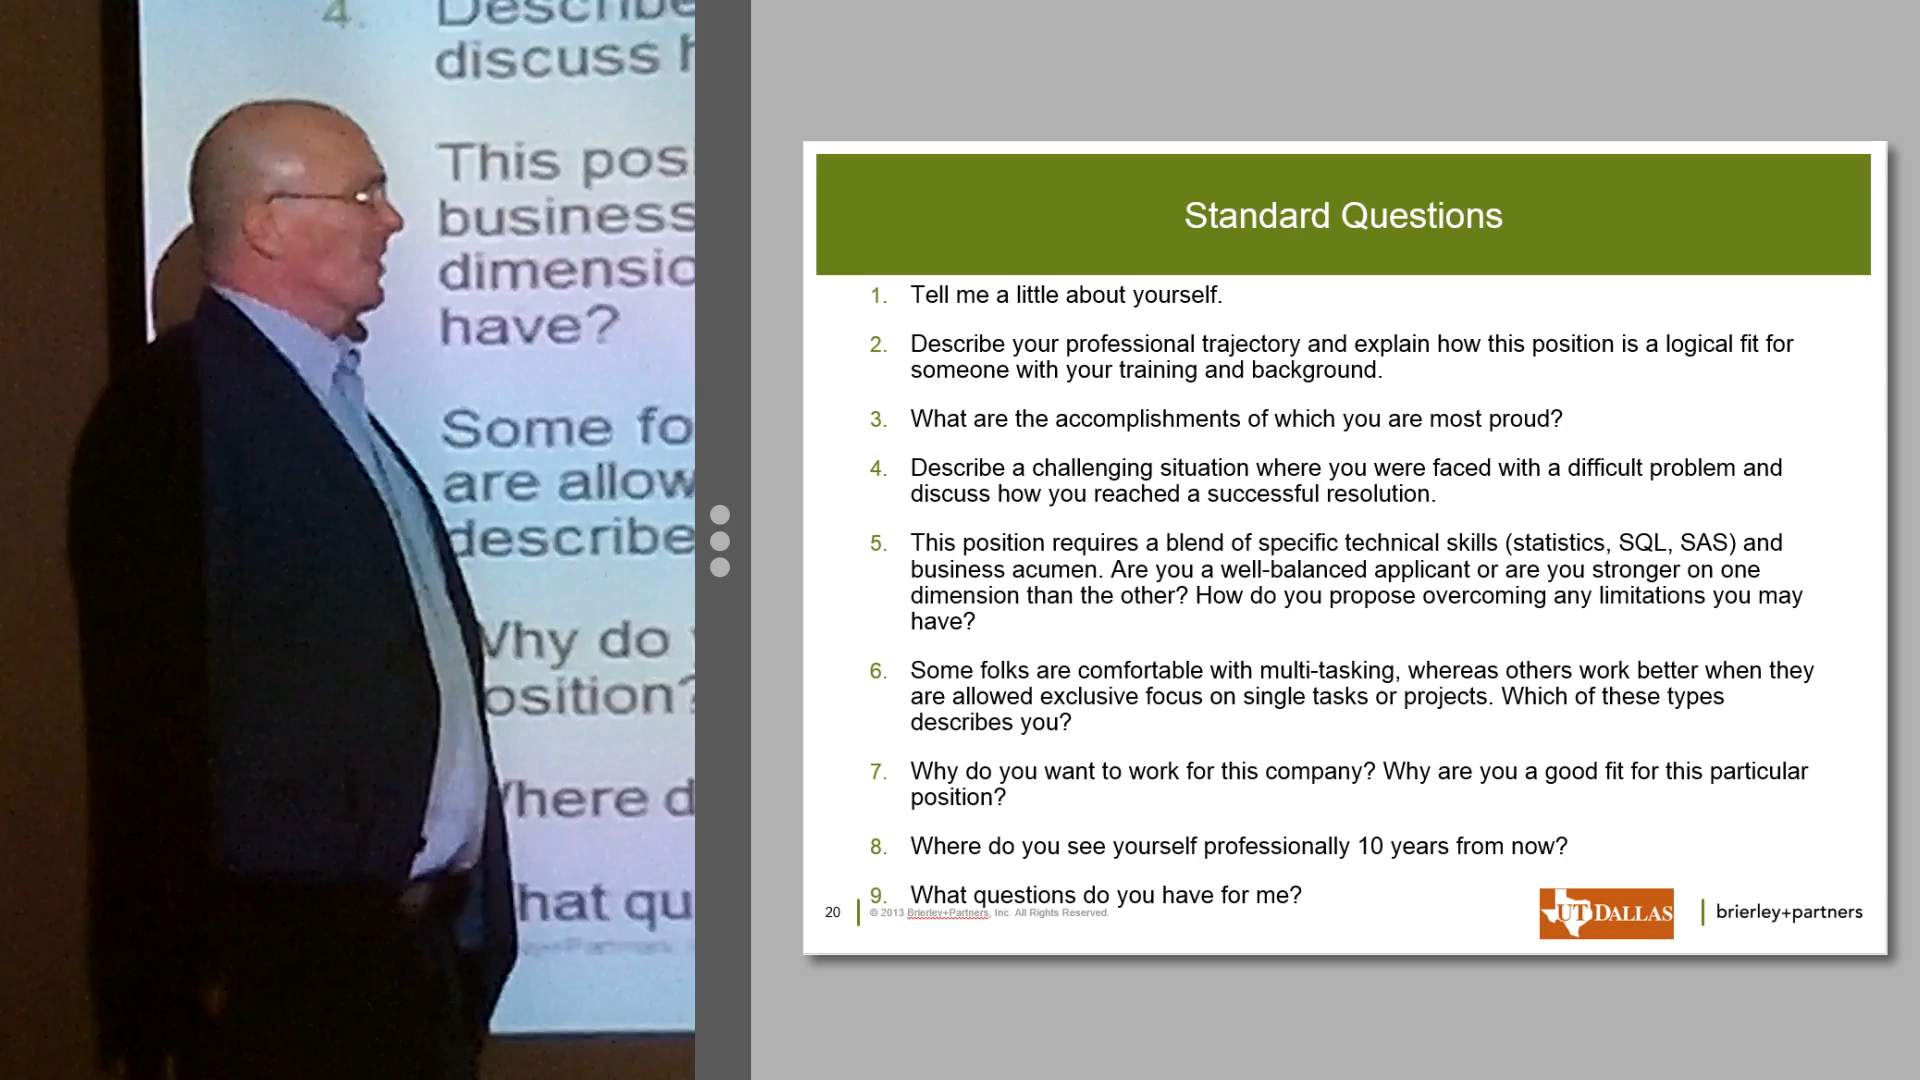 4. Describe
discuss h
This posi
business
dimensio
have?
Some fo
are allow
describe
Why do
osition?
here d
hat qu
Standard Questions
1. Tell me a little about yourself.
2. Describe your professional trajectory and explain how this position is a logical fit for
someone with your training and background.
3. What are the accomplishments of which you are most proud?
4. Describe a challenging situation where you were faced with a difficult problem and
discuss how you reached a successful resolution.
5. This position requires a blend of specific technical skills (statistics, SQL, SAS) and
business acumen. Are you a well-balanced applicant or are you stronger on one
dimension than the other? How do you propose overcoming any limitations you may
have?
6. Some folks are comfortable with multi-tasking, whereas others work better when they
are allowed exclusive focus on single tasks or projects. Which of these types
describes you?
7. Why do you want to work for this company? Why are you a good fit for this particular
position?
8. Where do you see yourself professionally 10 years from now?
9. What questions do you have for me?
20 © 2013 Brierley+Partners, Inc. All Rights Reserved.
UT DALLAS
brierley+partners